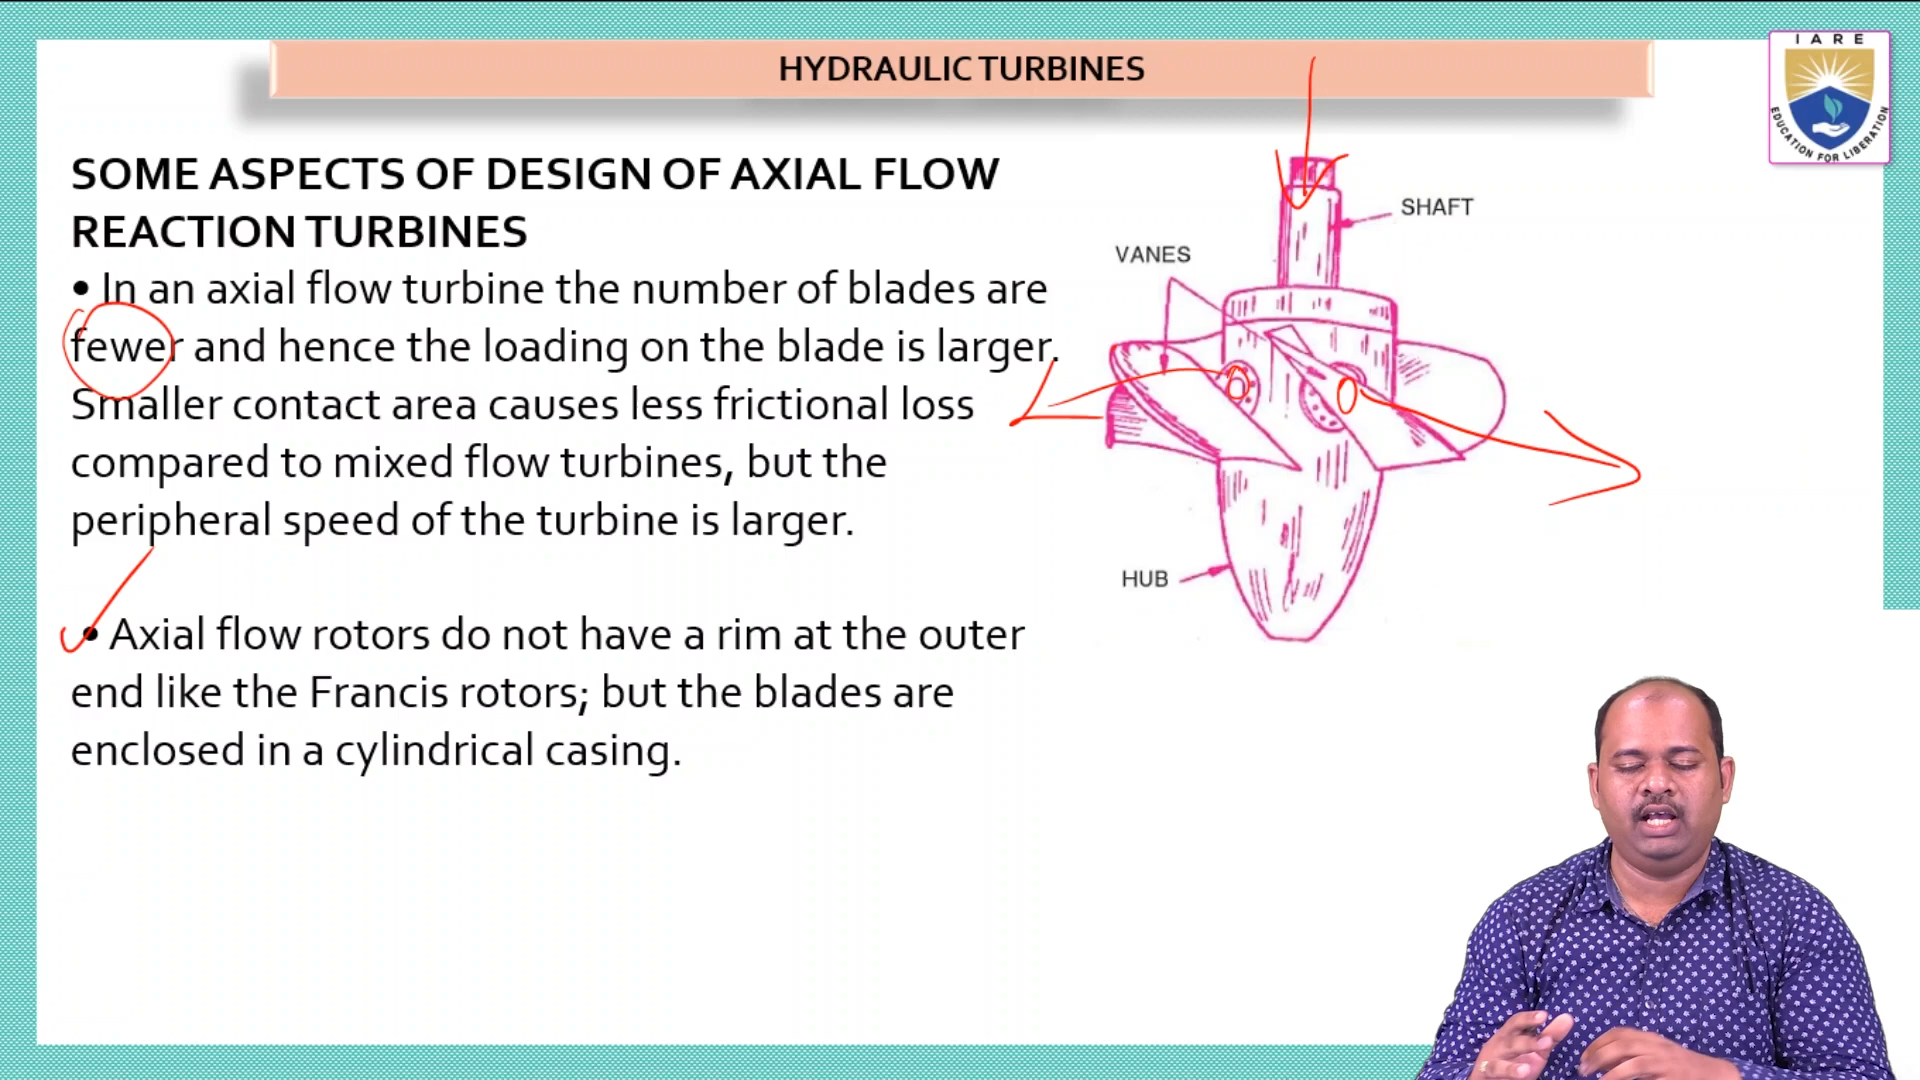 HYDRAULIC TURBINES
I A R E
EDUCATION FOR LIBERATION
SOME ASPECTS OF DESIGN OF AXIAL FLOW
REACTION TURBINES
• In an axial flow turbine the number of blades are
fewer and hence the loading on the blade is larger.
Smaller contact area causes less frictional loss
compared to mixed flow turbines, but the
peripheral speed of the turbine is larger.
• Axial flow rotors do not have a rim at the outer
end like the Francis rotors; but the blades are
enclosed in a cylindrical casing.
SHAFT
VANES
HUB